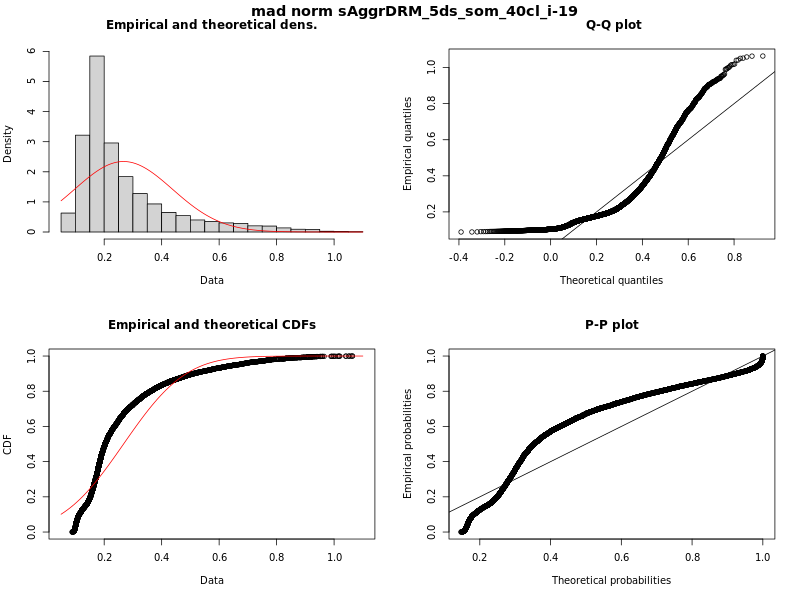 mad norm sAggrDRM_5ds_som_40cl_i-19
Empirical and theoretical dens.
Density
0 1 2 3 4 5 6
0.2 0.4 0.6 0.8 1.0
Data
Q-Q plot
Empirical quantiles
0.2 0.4 0.6 0.8 1.0
-0.4 -0.2 0.0 0.2 0.4 0.6 0.8
Theoretical quantiles
Empirical and theoretical CDFs
CDF
0.0 0.2 0.4 0.6 0.8 1.0
0.2 0.4 0.6 0.8 1.0
Data
P-P plot
Empirical probabilities
0.0 0.2 0.4 0.6 0.8 1.0
0.2 0.4 0.6 0.8 1.0
Theoretical probabilities